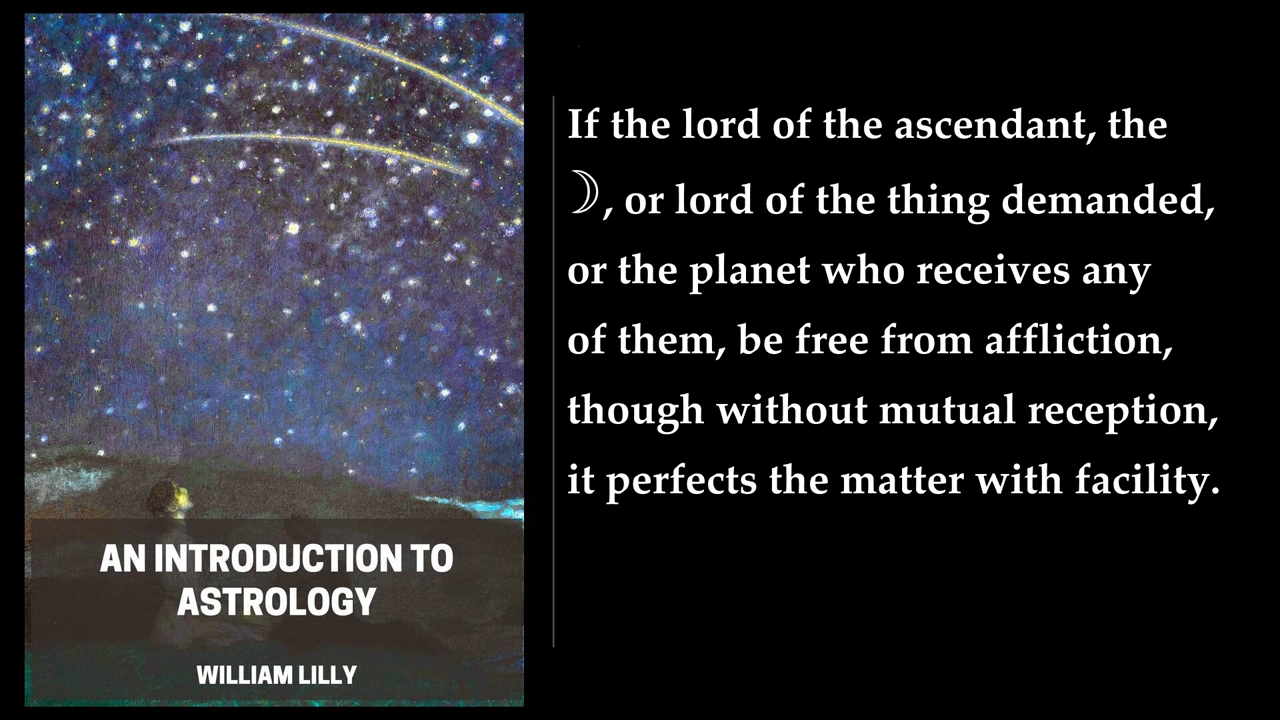 If the lord of the ascendant, the
☽, or lord of the thing demanded,
or the planet who receives any
of them, be free from affliction,
though without mutual reception,
it perfects the matter with facility.
AN INTRODUCTION TO
ASTROLOGY
WILLIAM LILLY